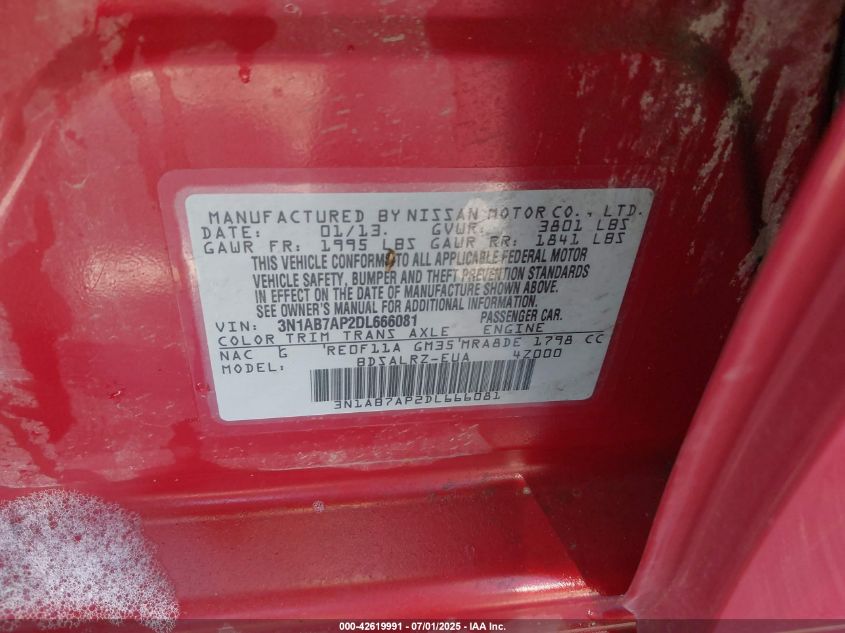 MANUFACTURED BY NISSAN MOTOR CO., LTD.
DATE: 01/13. GVWR: 3801 LBS
GAWR FR: 1995 LBS GAWR RR: 1841 LBS
THIS VEHICLE CONFORMS TO ALL APPLICABLE FEDERAL MOTOR
VEHICLE SAFETY, BUMPER AND THEFT PREVENTION STANDARDS
IN EFFECT ON THE DATE OF MANUFACTURE SHOWN ABOVE.
SEE OWNER'S MANUAL FOR ADDITIONAL INFORMATION.
VIN: 3N1AB7AP2DL666081 PASSENGER CAR.
COLOR TRIM TRANS AXLE ENGINE
NAC G 'RE0F11A GM35'MRA8DE 1798 CC
MODEL: BDSALRZ-EUA 4Z000
3N1AB7AP2DL666081
000-42619991 - 07/01/2025 - IAA Inc.